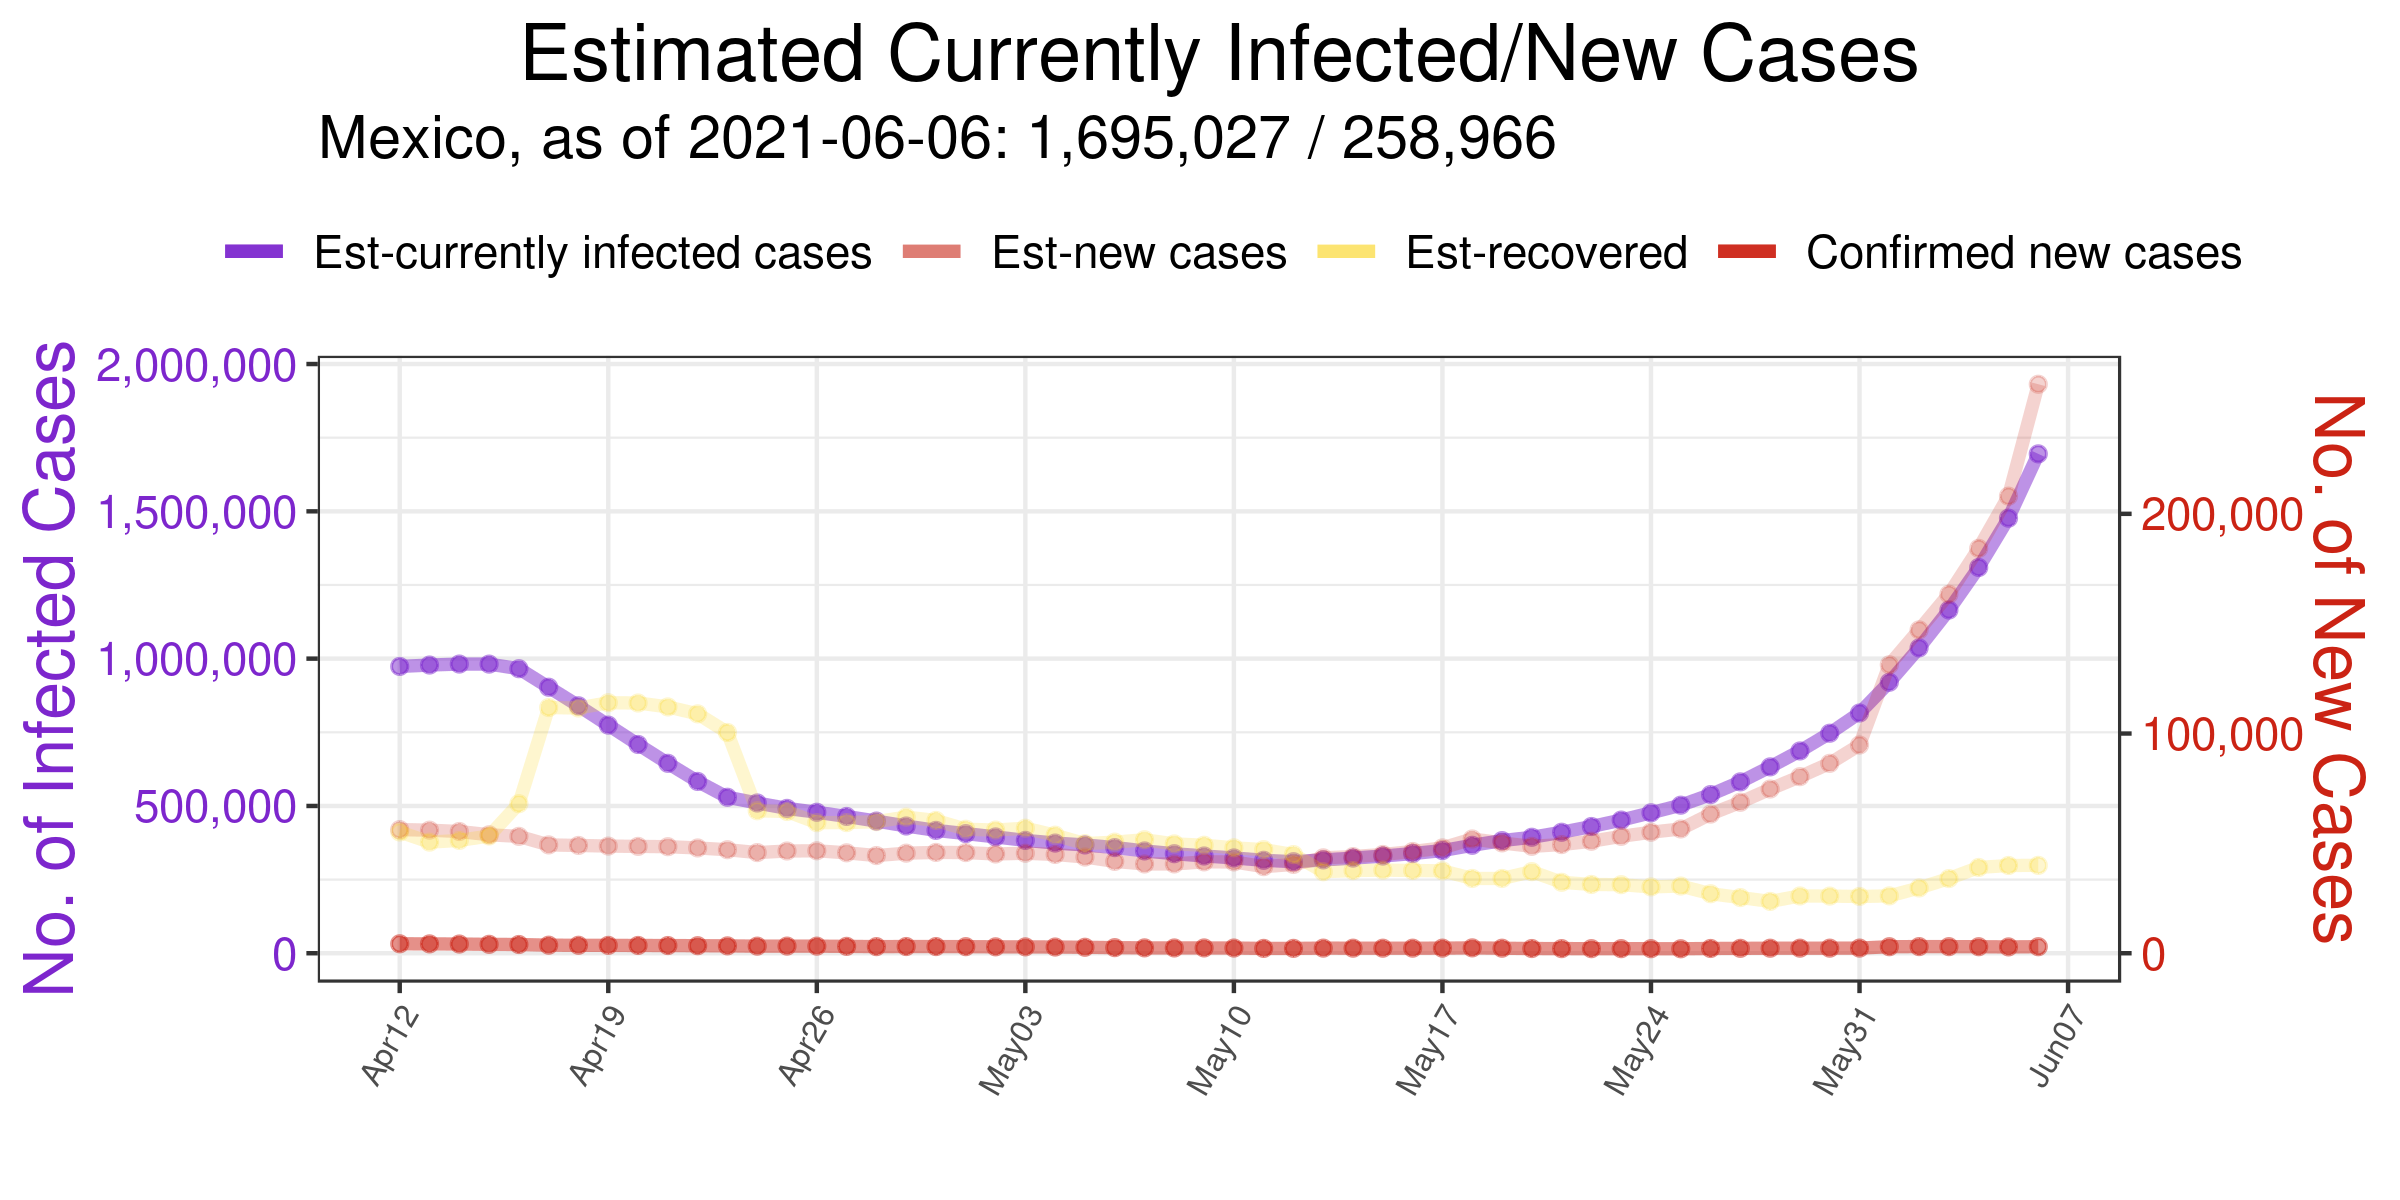 Estimated Currently Infected/New Cases
Mexico, as of 2021-06-06: 1,695,027 / 258,966
Est-currently infected cases Est-new cases Est-recovered Confirmed new cases
No. of Infected Cases
2,000,000
1,500,000
1,000,000
500,000
0
200,000
100,000
0
No. of New Cases
Apr12 Apr19 Apr26 May03 May10 May17 May24 May31 Jun07